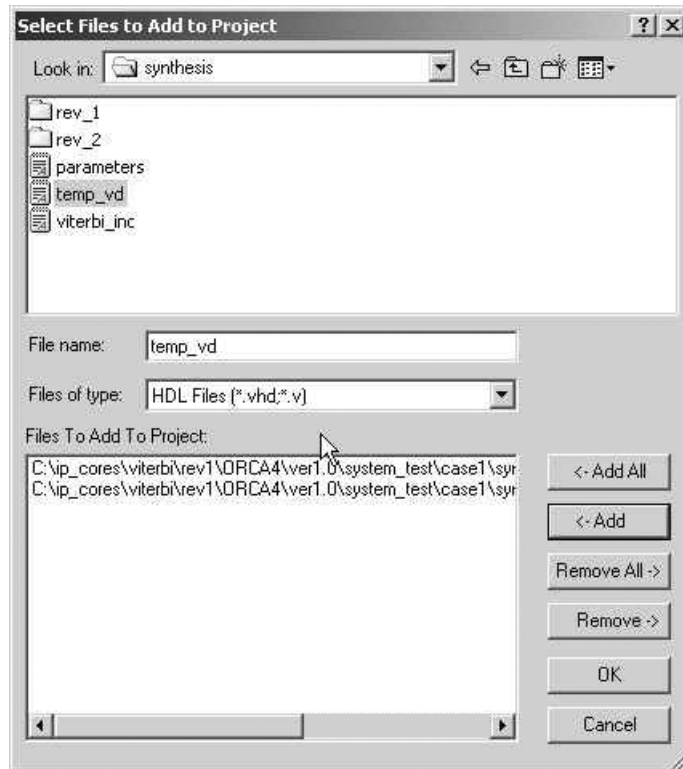 Select Files to Add to Project
Look in: synthesis
rev_1
rev_2
parameters
temp_vd
viterbi_inc
File name: temp_vd
Files of type: HDL Files (*.vhd;*.v)
Files To Add To Project:
C:\ip_cores\viterbi\rev1\ORCA4\ver1.0\system_test\case1\syr
C:\ip_cores\viterbi\rev1\ORCA4\ver1.0\system_test\case1\syr
<- Add All
<- Add
Remove All ->
Remove ->
OK
Cancel